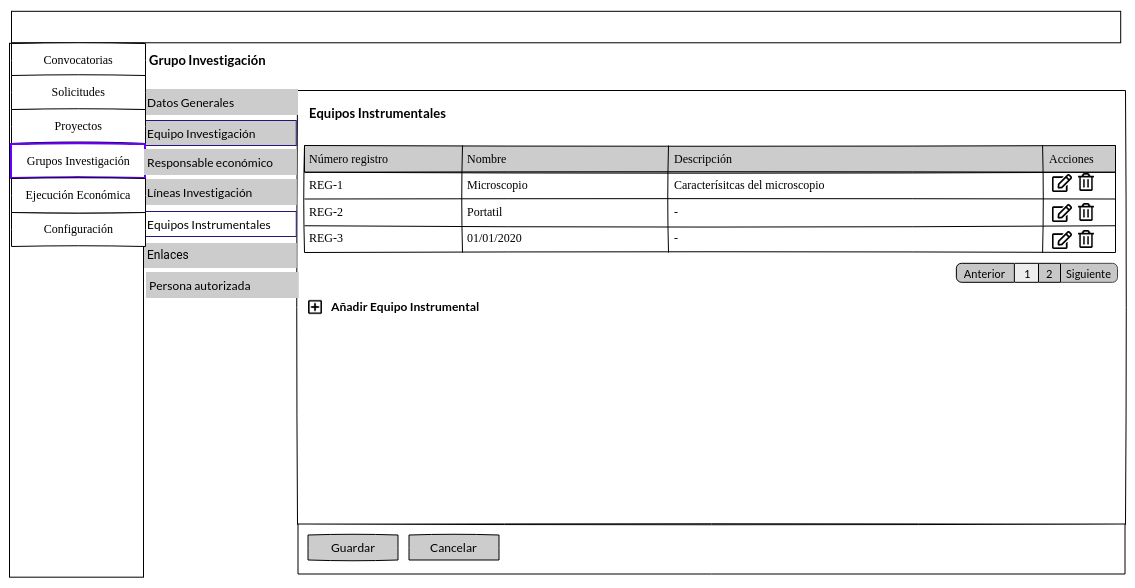 Convocatorias
Solicitudes
Proyectos
Grupos Investigación
Ejecución Económica
Configuración
Grupo Investigación
Datos Generales
Equipo Investigación
Responsable económico
Líneas Investigación
Equipos Instrumentales
Enlaces
Persona autorizada
Equipos Instrumentales
Número registro Nombre Descripción Acciones
REG-1 Microscopio Caracterísitcas del microscopio
REG-2 Portatil -
REG-3 01/01/2020 -
Anterior 1 2 Siguiente
Añadir Equipo Instrumental
Guardar Cancelar